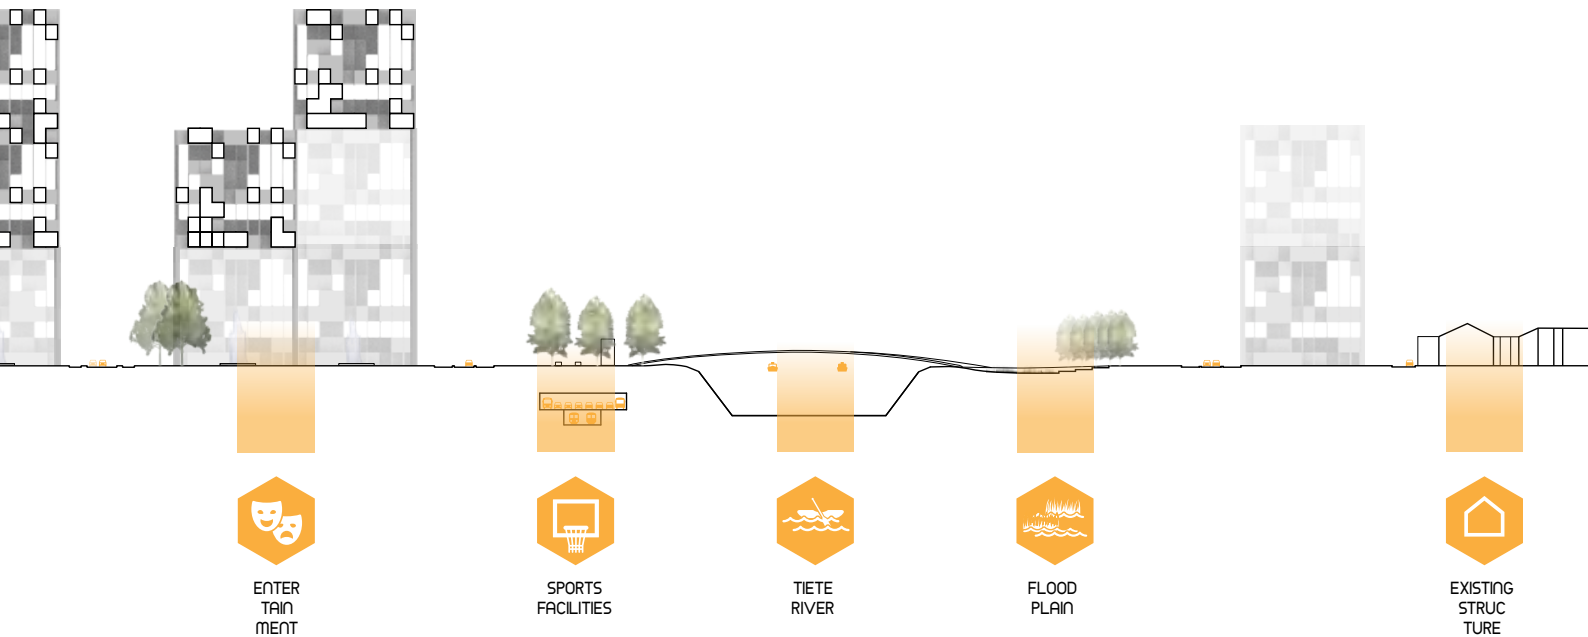 ENTER
TAIN
MENT
SPORTS
FACILITIES
TIETE
RIVER
FLOOD
PLAIN
EXISTING
STRUC
TURE